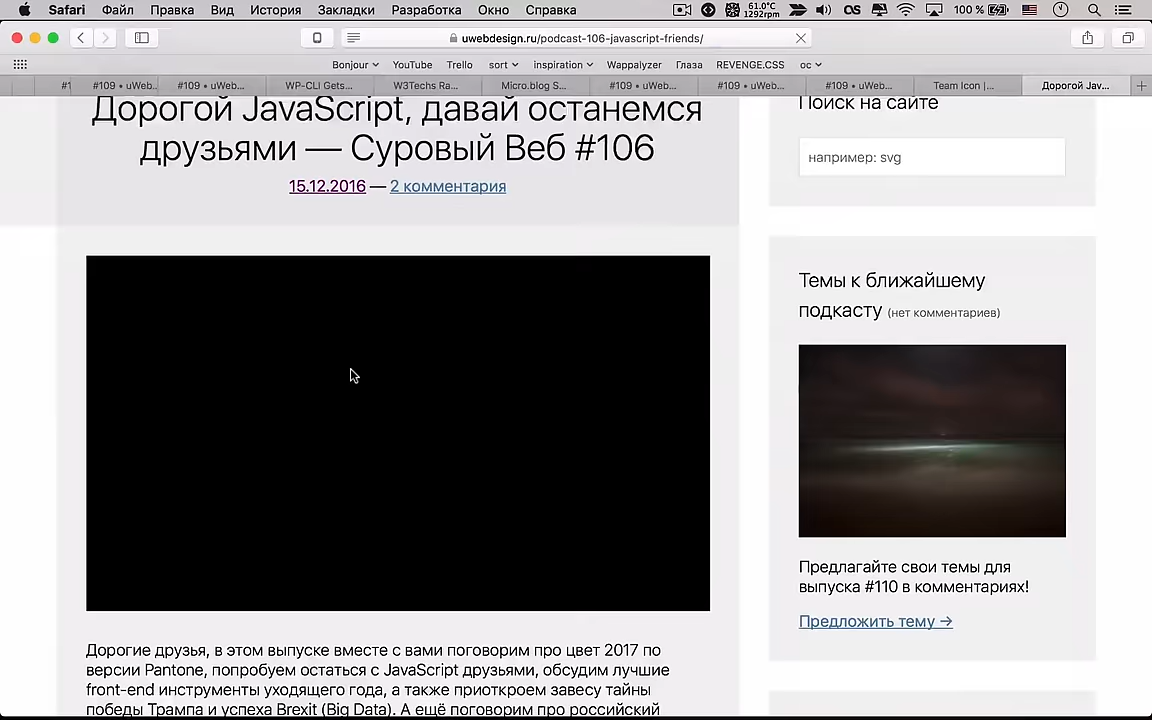 Safari Файл Правка Вид История Закладки Разработка Окно Справка 61.0°C 1292rpm 100 %
uwebdesign.ru/podcast-106-javascript-friends/
Bonjour YouTube Trello sort inspiration Wappalyzer Глаза REVENGE.CSS ос
#1 #109 • uWeb.. #109 • uWeb... WP-CLI Gets... W3Techs Ra... Micro.blog S... #109 • uWeb... #109 • uWeb... #109 • uWeb... Team Icon |... Дорогой Jav...
Дорогой JavaScript, давай останемся
друзьями — Суровый Веб #106
15.12.2016 — 2 комментария
Дорогие друзья, в этом выпуске вместе с вами поговорим про цвет 2017 по
версии Pantone, попробуем остаться с JavaScript друзьями, обсудим лучшие
front-end инструменты уходящего года, а также приоткроем завесу тайны
победы Трампа и успеха Brexit (Big Data). А ещё поговорим про российский
Поиск на сайте
например: svg
Темы к ближайшему
подкасту (нет комментариев)
Предлагайте свои темы для
выпуска #110 в комментариях!
Предложить тему →